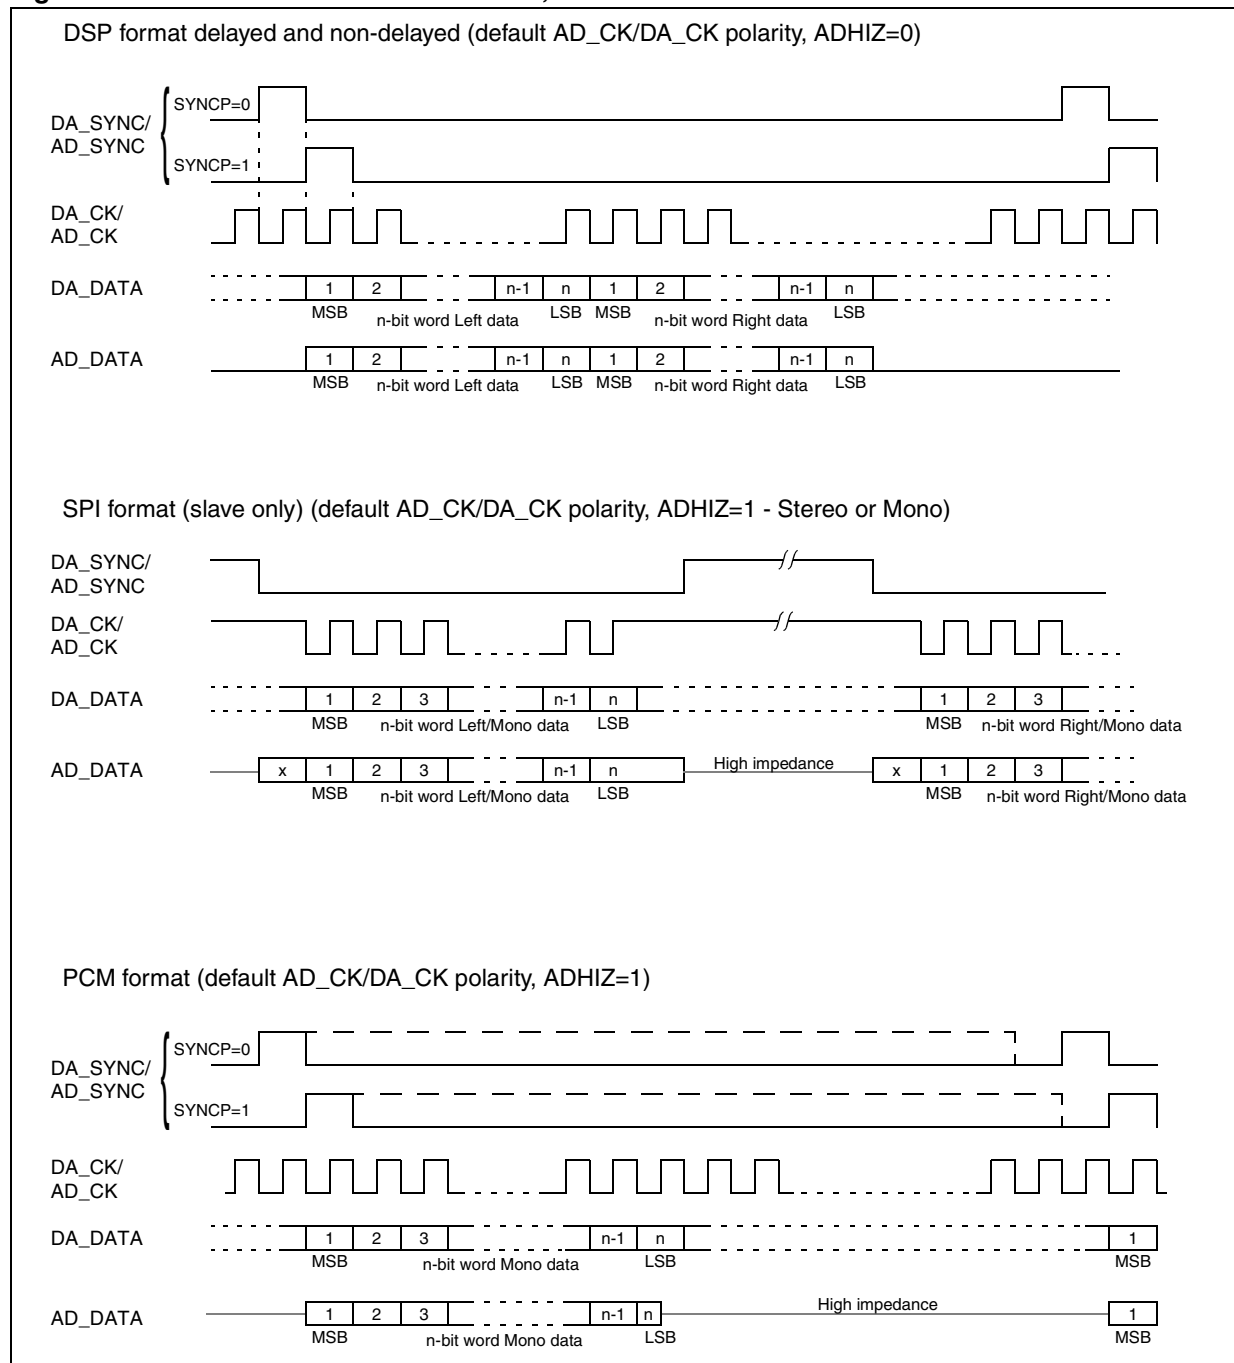 DSP format delayed and non-delayed (default AD_CK/DA_CK polarity, ADHIZ=0)
SYNCP=0
DA_SYNC/
AD_SYNC
SYNCP=1
DA_CK/
AD_CK
DA_DATA 1 2 n-1 n 1 2 n-1 n
MSB n-bit word Left data LSB MSB n-bit word Right data LSB
AD_DATA 1 2 n-1 n 1 2 n-1 n
MSB n-bit word Left data LSB MSB n-bit word Right data LSB
SPI format (slave only) (default AD_CK/DA_CK polarity, ADHIZ=1 - Stereo or Mono)
DA_SYNC/
AD_SYNC
DA_CK/
AD_CK
DA_DATA 1 2 3 n-1 n 1 2 3
MSB n-bit word Left/Mono data LSB MSB n-bit word Right/Mono data
AD_DATA x 1 2 3 n-1 n High impedance x 1 2 3
MSB n-bit word Left/Mono data LSB MSB n-bit word Right/Mono data
PCM format (default AD_CK/DA_CK polarity, ADHIZ=1)
SYNCP=0
DA_SYNC/
AD_SYNC
SYNCP=1
DA_CK/
AD_CK
DA_DATA 1 2 3 n-1 n 1
MSB n-bit word Mono data LSB MSB
AD_DATA 1 2 3 n-1 n High impedance 1
MSB n-bit word Mono data LSB MSB